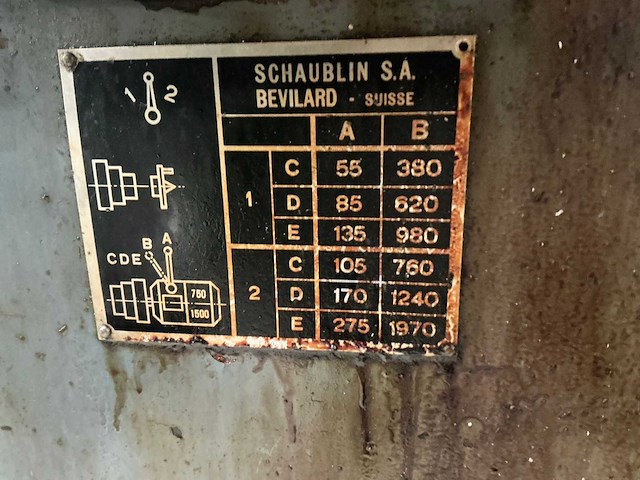 SCHAUBLIN S.A.
BEVILARD - SUISSE
A B
1 C 55 380
D 85 620
E 135 980
2 C 105 760
D 170 1240
E 275 1970
1 2
B A
C D E
750
1500